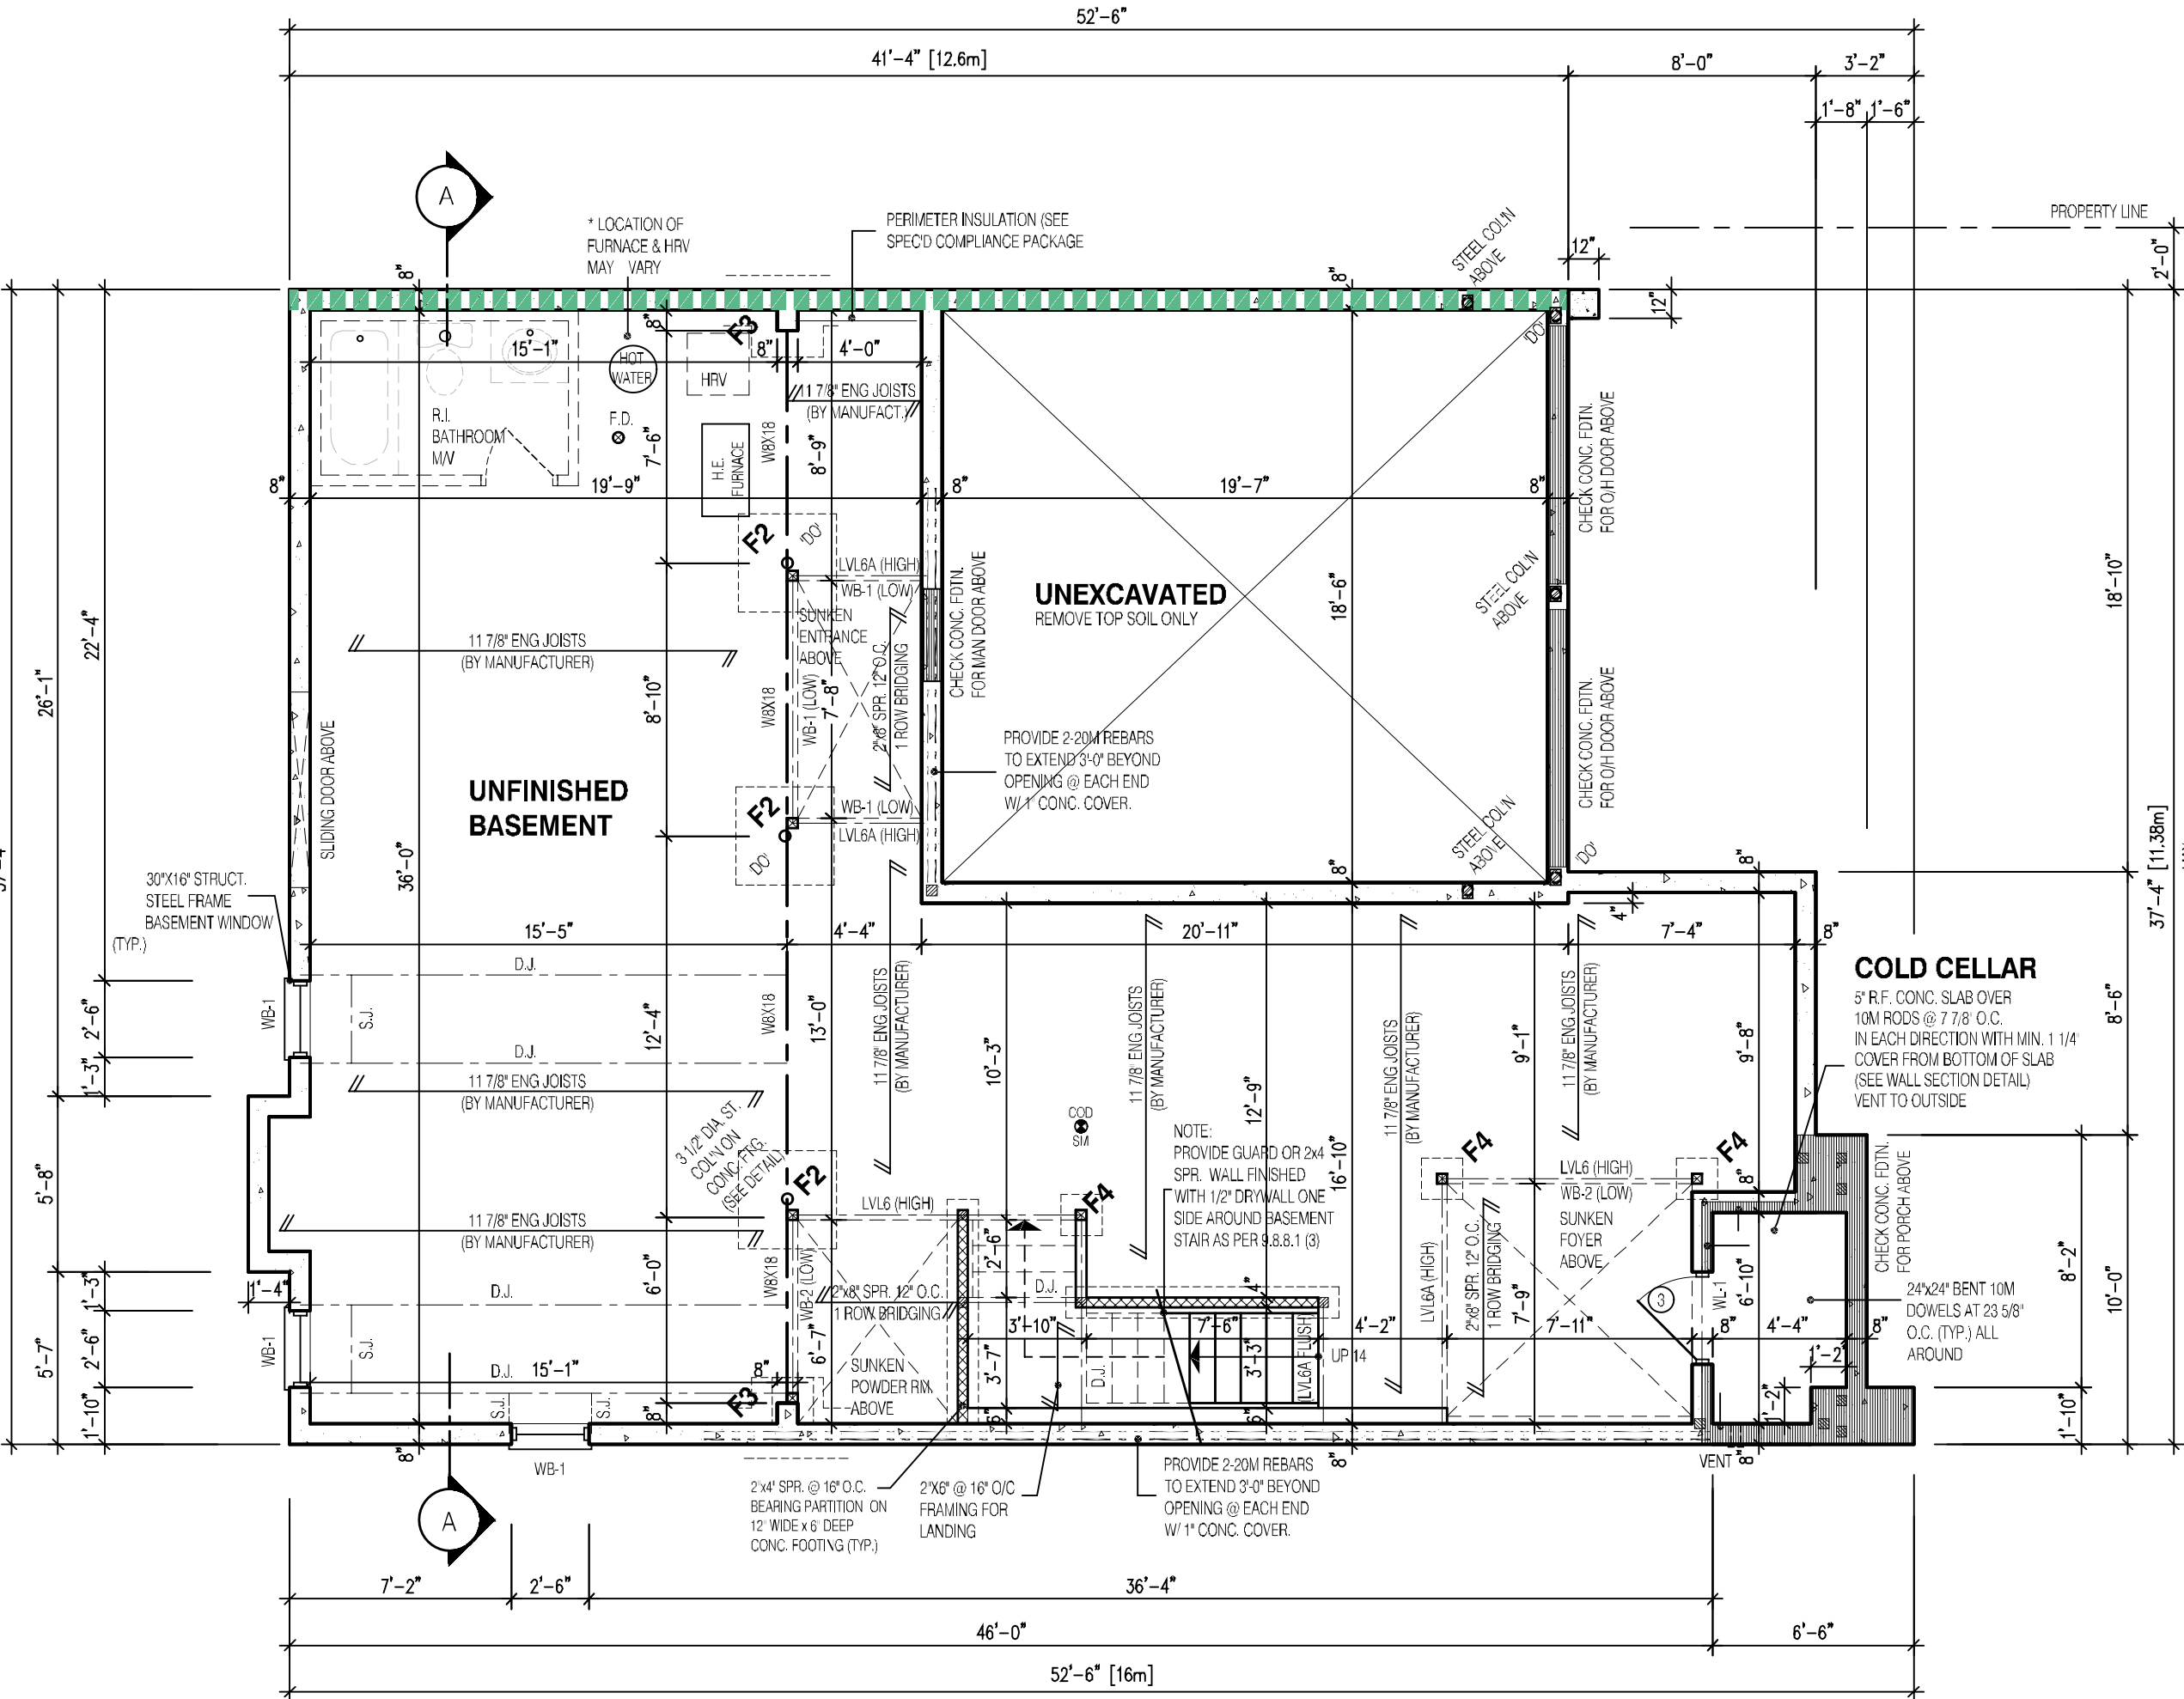 52'-6"
41'-4" [12,6m]
8'-0"
3'-2"
1'-8"
1'-6"
A
* LOCATION OF
FURNACE & HRV
MAY VARY
PERIMETER INSULATION (SEE
SPEC'D COMPLIANCE PACKAGE
STEEL COL'N
ABOVE
12"
PROPERTY LINE
2'-0"
8"
8"
12"
15'-1"
8"
F3
8"
4'-0"
HOT
WATER
HRV
'DO'
11 7/8" ENG JOISTS
(BY MANUFACT.)
R.I.
BATHROOM
M/V
F.D.
7'-6"
H.E.
FURNACE
W8X18
8'-9"
CHECK CONC. FDTN.
FOR O/H DOOR ABOVE
8"
19'-9"
8"
19'-7"
8"
F2
'DO'
LVL6A (HIGH)
WB-1 (LOW)
SUNKEN
ENTRANCE
ABOVE
CHECK CONC. FDTN.
FOR MAN DOOR ABOVE
UNEXCAVATED
REMOVE TOP SOIL ONLY
18'-6"
STEEL COL'N
ABOVE
18'-10"
22'-4"
26'-1"
11 7/8" ENG JOISTS
(BY MANUFACTURER)
8'-10"
W8X18
WB-1 (LOW)
7'-8"
2"x8" SPR. 12" O.C.
1 ROW BRIDGING
SLIDING DOOR ABOVE
UNFINISHED
BASEMENT
PROVIDE 2-20M REBARS
TO EXTEND 3'-0" BEYOND
OPENING @ EACH END
W/ 1" CONC. COVER.
CHECK CONC. FDTN.
FOR O/H DOOR ABOVE
F2
'DO'
WB-1 (LOW)
LVL6A (HIGH)
STEEL COL'N
ABOVE
'DO'
8"
8"
4"
36'-0"
37'-4" [11,38m]
30"X16" STRUCT.
STEEL FRAME
BASEMENT WINDOW
(TYP.)
15'-5"
4'-4"
20'-11"
7'-4"
8"
D.J.
S.J.
WB-1
2'-6"
1'-3"
D.J.
12'-4"
W8X18
13'-0"
11 7/8" ENG JOISTS
(BY MANUFACTURER)
10'-3"
11 7/8" ENG JOISTS
(BY MANUFACTURER)
12'-9"
11 7/8" ENG JOISTS
(BY MANUFACTURER)
9'-1"
11 7/8" ENG JOISTS
(BY MANUFACTURER)
9'-8"
8'-6"
COLD CELLAR
5" R.F. CONC. SLAB OVER
10M RODS @ 7 7/8' O.C.
IN EACH DIRECTION WITH MIN. 1 1/4"
COVER FROM BOTTOM OF SLAB
(SEE WALL SECTION DETAIL)
VENT TO OUTSIDE
11 7/8" ENG JOISTS
(BY MANUFACTURER)
3 1/2" DIA. ST.
COL'N ON
CONC. FTG.
(SEE DETAIL)
F2
COD
SM
NOTE:
PROVIDE GUARD OR 2x4
SPR. WALL FINISHED
WITH 1/2" DRYWALL ONE
SIDE AROUND BASEMENT
STAIR AS PER 9.8.8.1 (3)
16'-10"
F4
F4
LVL6 (HIGH)
WB-2 (LOW)
SUNKEN
FOYER
ABOVE
8"
CHECK CONC. FDTN.
FOR PORCH ABOVE
5'-8"
11 7/8" ENG JOISTS
(BY MANUFACTURER)
LVL6 (HIGH)
F4
2'-6"
8'-2"
10'-0"
1'-4"
1'-3"
D.J.
6'-0"
W8X18
WB-2 (LOW)
2"x8" SPR. 12" O.C.
1 ROW BRIDGING
D.J.
4"
LVL6A (HIGH)
2"x8" SPR. 12" O.C.
1 ROW BRIDGING
7'-9"
3
WL-1
6'-10"
24"x24" BENT 10M
DOWELS AT 23 5/8"
O.C. (TYP.) ALL
AROUND
5'-7"
2'-6"
WB-1
S.J.
3'-10"
7'-6"
4'-2"
7'-11"
8"
4'-4"
8"
D.J.
15'-1"
8"
6'-7"
SUNKEN
POWDER RM
ABOVE
3'-7"
D.J.
3'-3"
LVL6A FLUSH
UP 14
1'-2"
1'-2"
1'-10"
1'-10"
S.J.
S.J.
F3
8"
6"
6"
8"
8"
8"
WB-1
VENT
A
2"x4" SPR. @ 16" O.C.
BEARING PARTITION ON
12" WIDE x 6" DEEP
CONC. FOOTING (TYP.)
2"X6" @ 16" O/C
FRAMING FOR
LANDING
PROVIDE 2-20M REBARS
TO EXTEND 3'-0" BEYOND
OPENING @ EACH END
W/ 1" CONC. COVER.
7'-2"
2'-6"
36'-4"
46'-0"
6'-6"
52'-6" [16m]